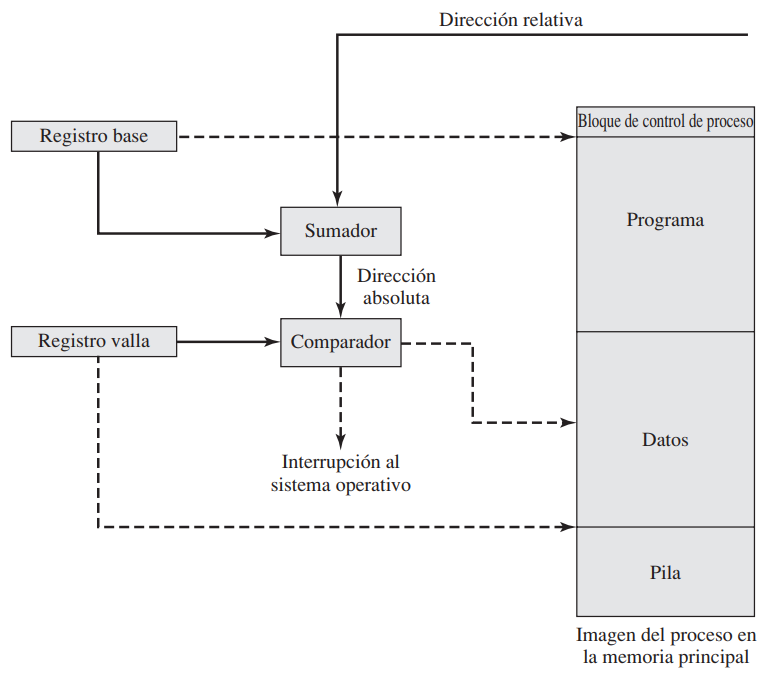 Dirección relativa
Bloque de control de proceso
Registro base
Programa
Sumador
Dirección
absoluta
Registro valla
Comparador
Datos
Interrupción al
sistema operativo
Pila
Imagen del proceso en
la memoria principal